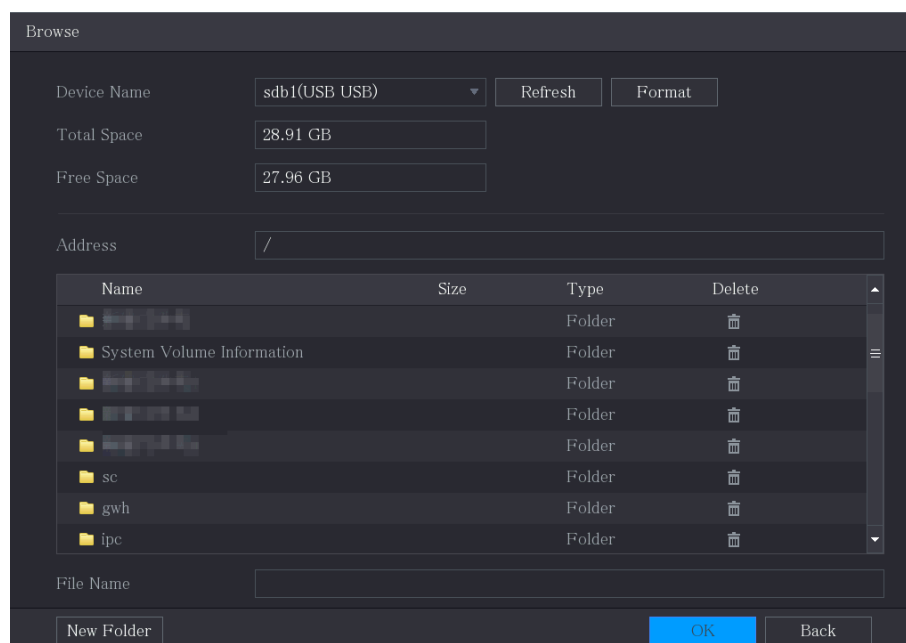 Browse
Device Name sdb1(USB USB) Refresh Format
Total Space 28.91 GB
Free Space 27.96 GB
Address /
Name Size Type Delete
Folder
System Volume Information Folder
Folder
Folder
Folder
sc Folder
gwh Folder
ipc Folder
File Name
New Folder OK Back